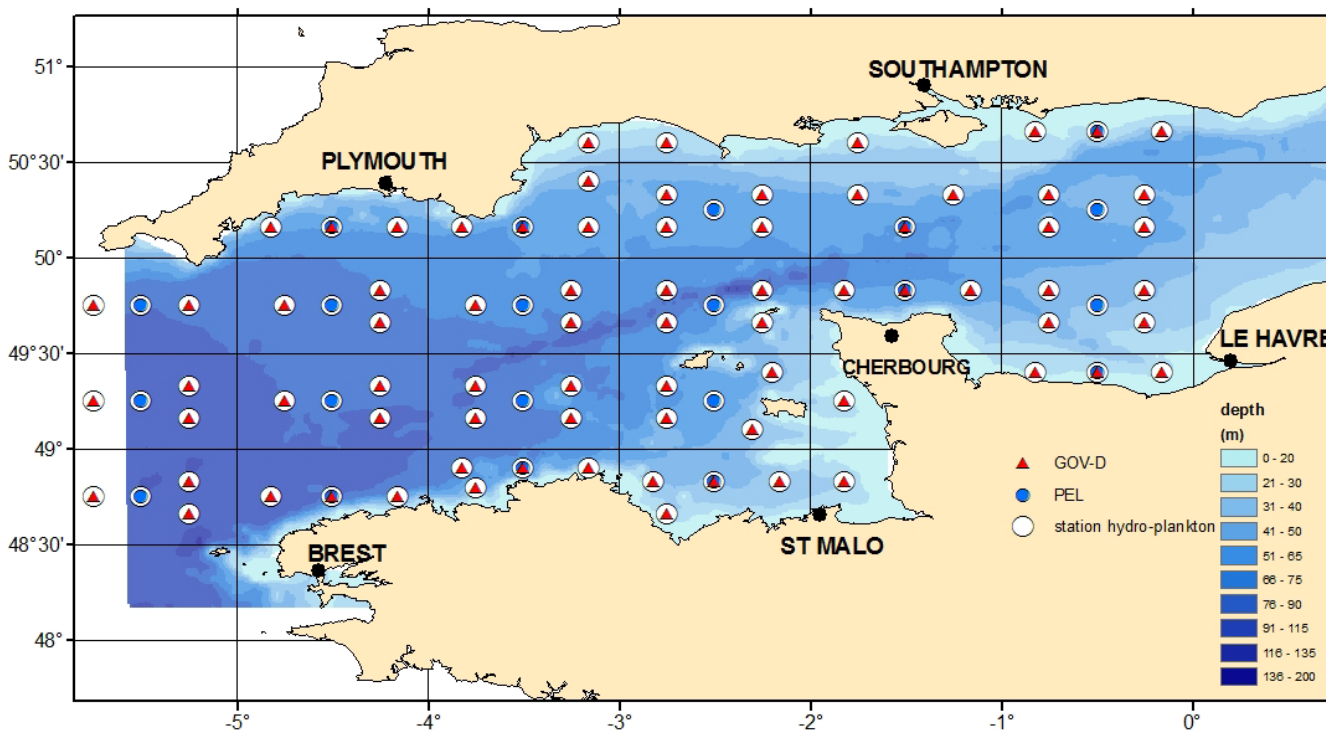 51°
SOUTHAMPTON
50°30'
PLYMOUTH
50°
49°30'
CHERBOURG
LE HAVRE
49°
ST MALO
48°30'
BREST
48°
-5°
-4°
-3°
-2°
-1°
0°
GOV-D
PEL
station hydro-plankton
depth
(m)
0 - 20
21 - 30
31 - 40
41 - 50
51 - 65
66 - 75
76 - 90
91 - 115
116 - 135
136 - 200